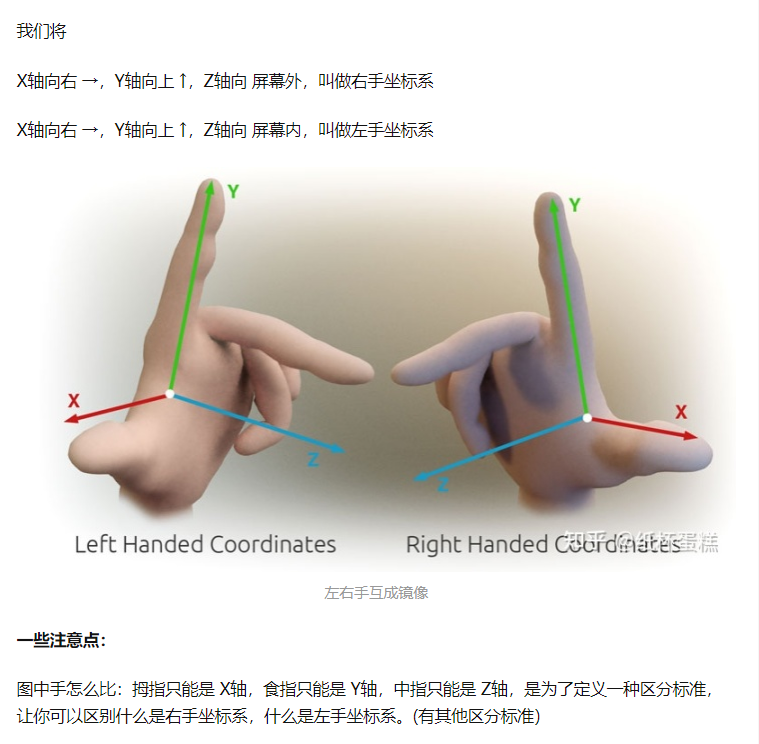 我们将
X轴向右 →，Y轴向上 ↑，Z轴向 屏幕外，叫做右手坐标系
X轴向右 →，Y轴向上 ↑，Z轴向 屏幕内，叫做左手坐标系
Y
X
Z
Y
X
Z
Left Handed Coordinates
Right Handed Coordinates
知乎 @纸杯蛋糕
左右手互成镜像
一些注意点：
图中手怎么比：拇指只能是 X轴，食指只能是 Y轴，中指只能是 Z轴，是为了定义一种区分标准，
让你可以区别什么是右手坐标系，什么是左手坐标系。(有其他区分标准）